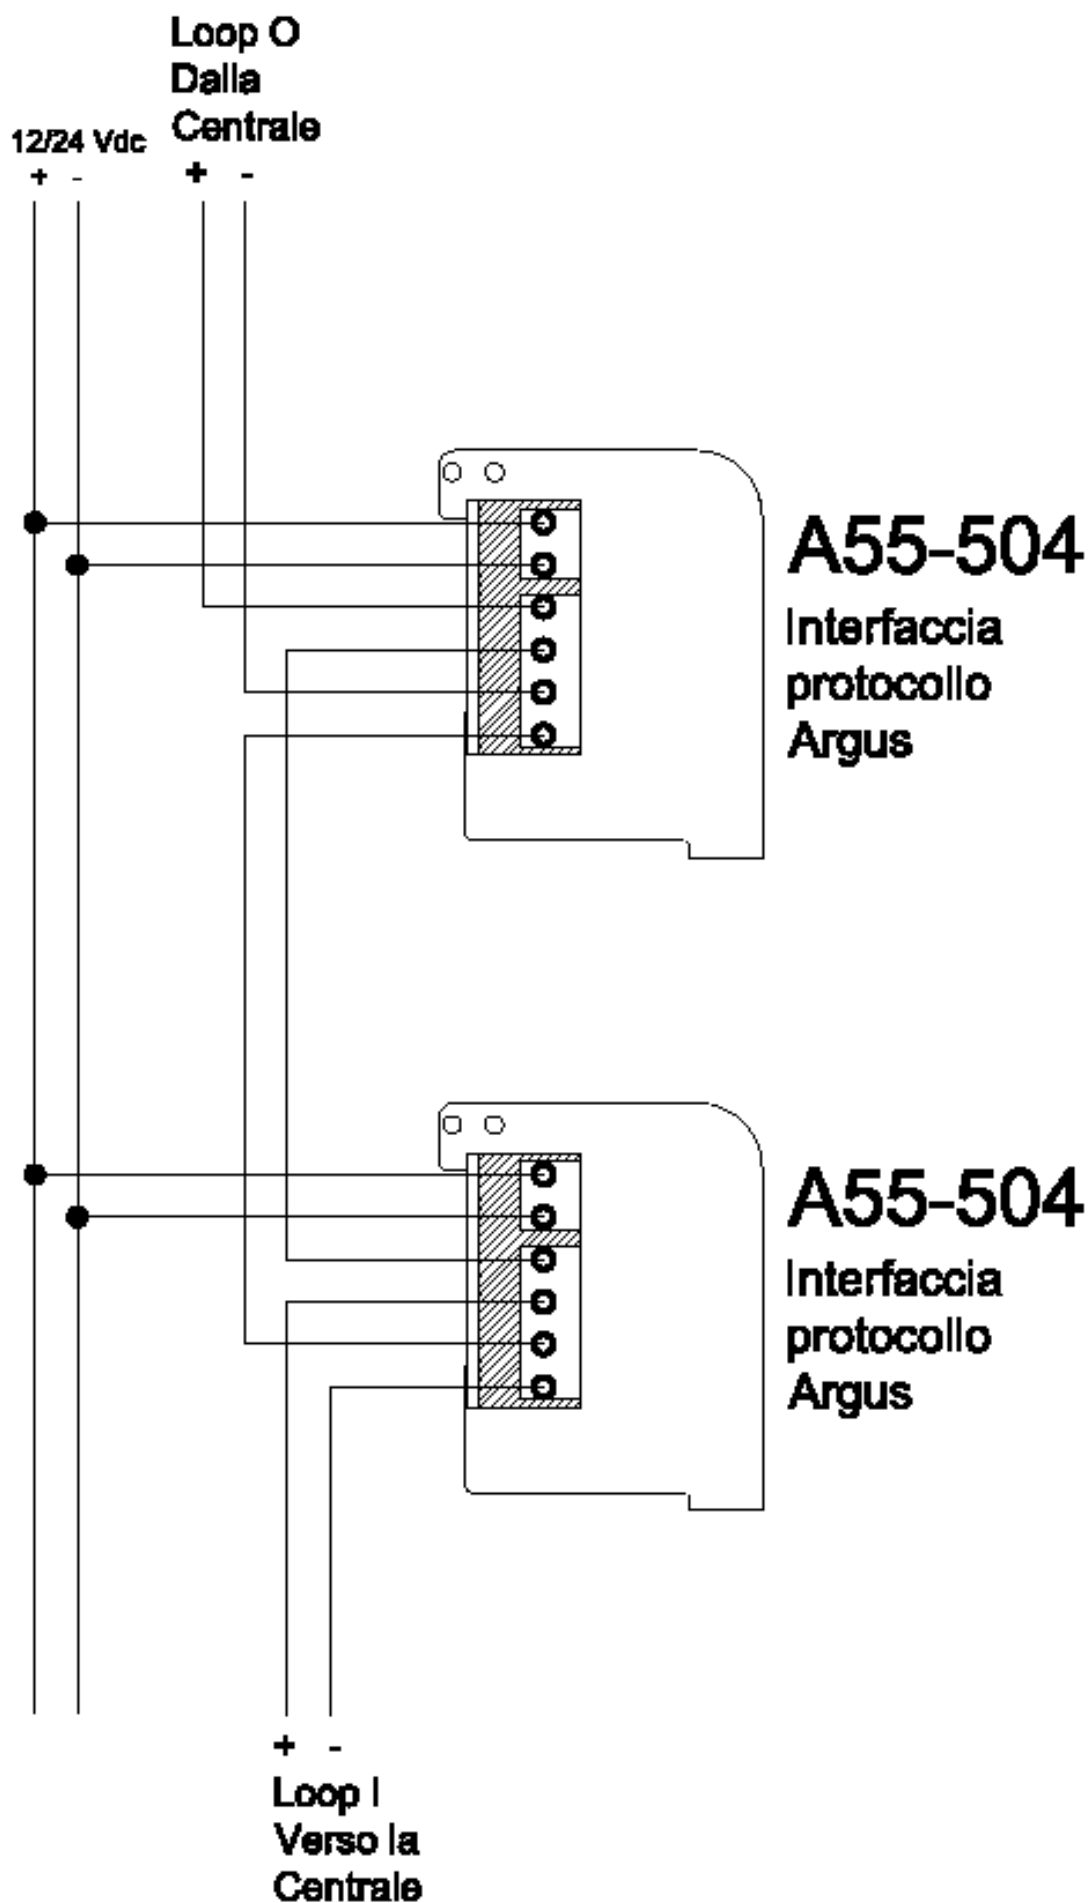 Loop O
Dalla
Centrale
12/24 Vdc
+ -
+ -
A55-504
Interfaccia
protocollo
Argus
A55-504
Interfaccia
protocollo
Argus
+ -
Loop I
Verso la
Centrale